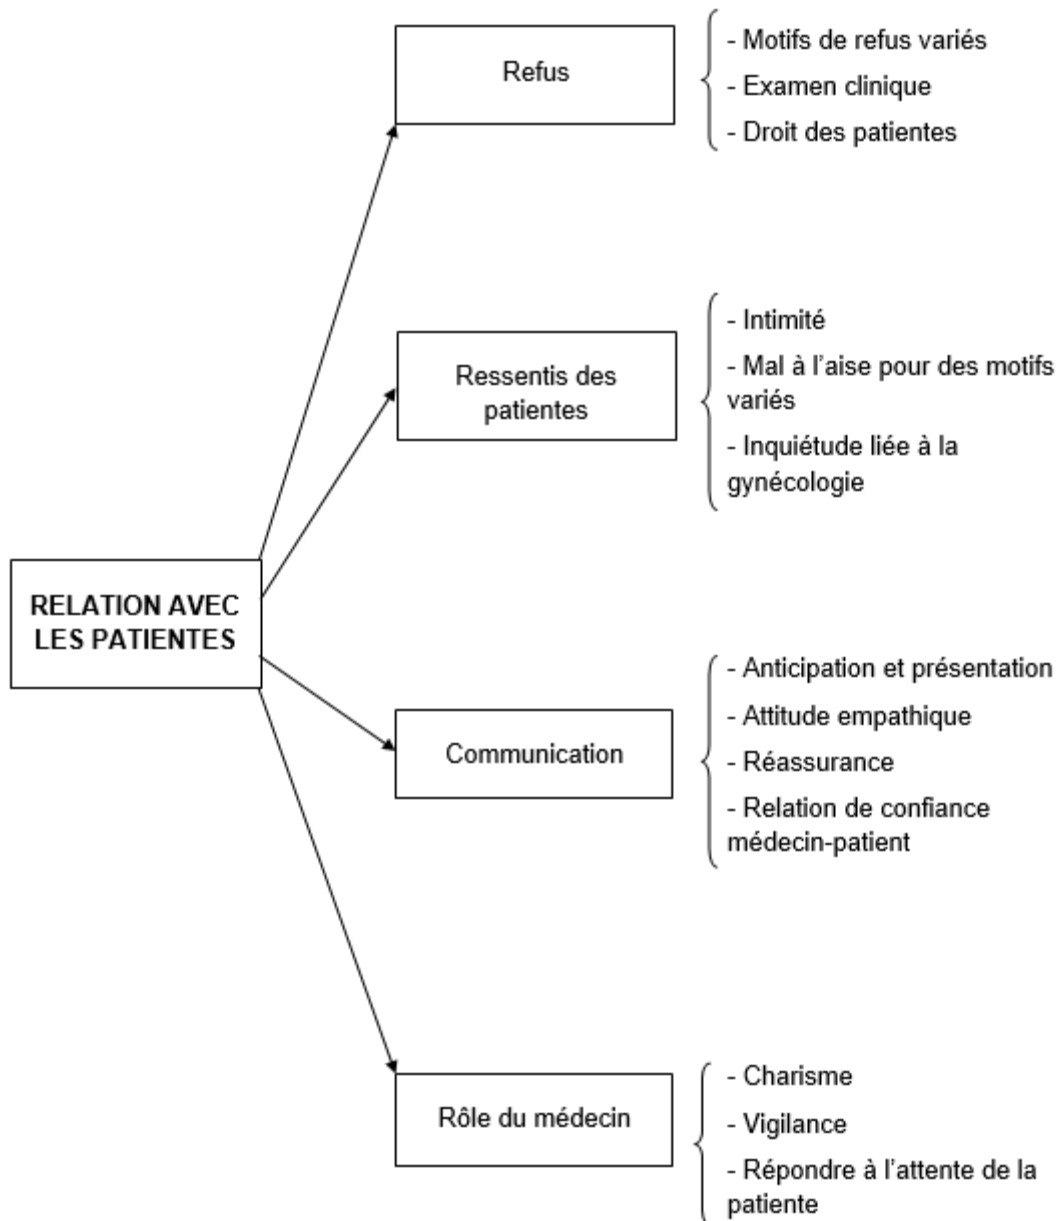 Refus
- Motifs de refus variés
- Examen clinique
- Droit des patientes
Ressentis des
patientes
- Intimité
- Mal à l'aise pour des motifs
variés
- Inquiétude liée à la
gynécologie
RELATION AVEC
LES PATIENTES
Communication
- Anticipation et présentation
- Attitude empathique
- Réassurance
- Relation de confiance
médecin-patient
Rôle du médecin
- Charisme
- Vigilance
- Répondre à l'attente de la
patiente